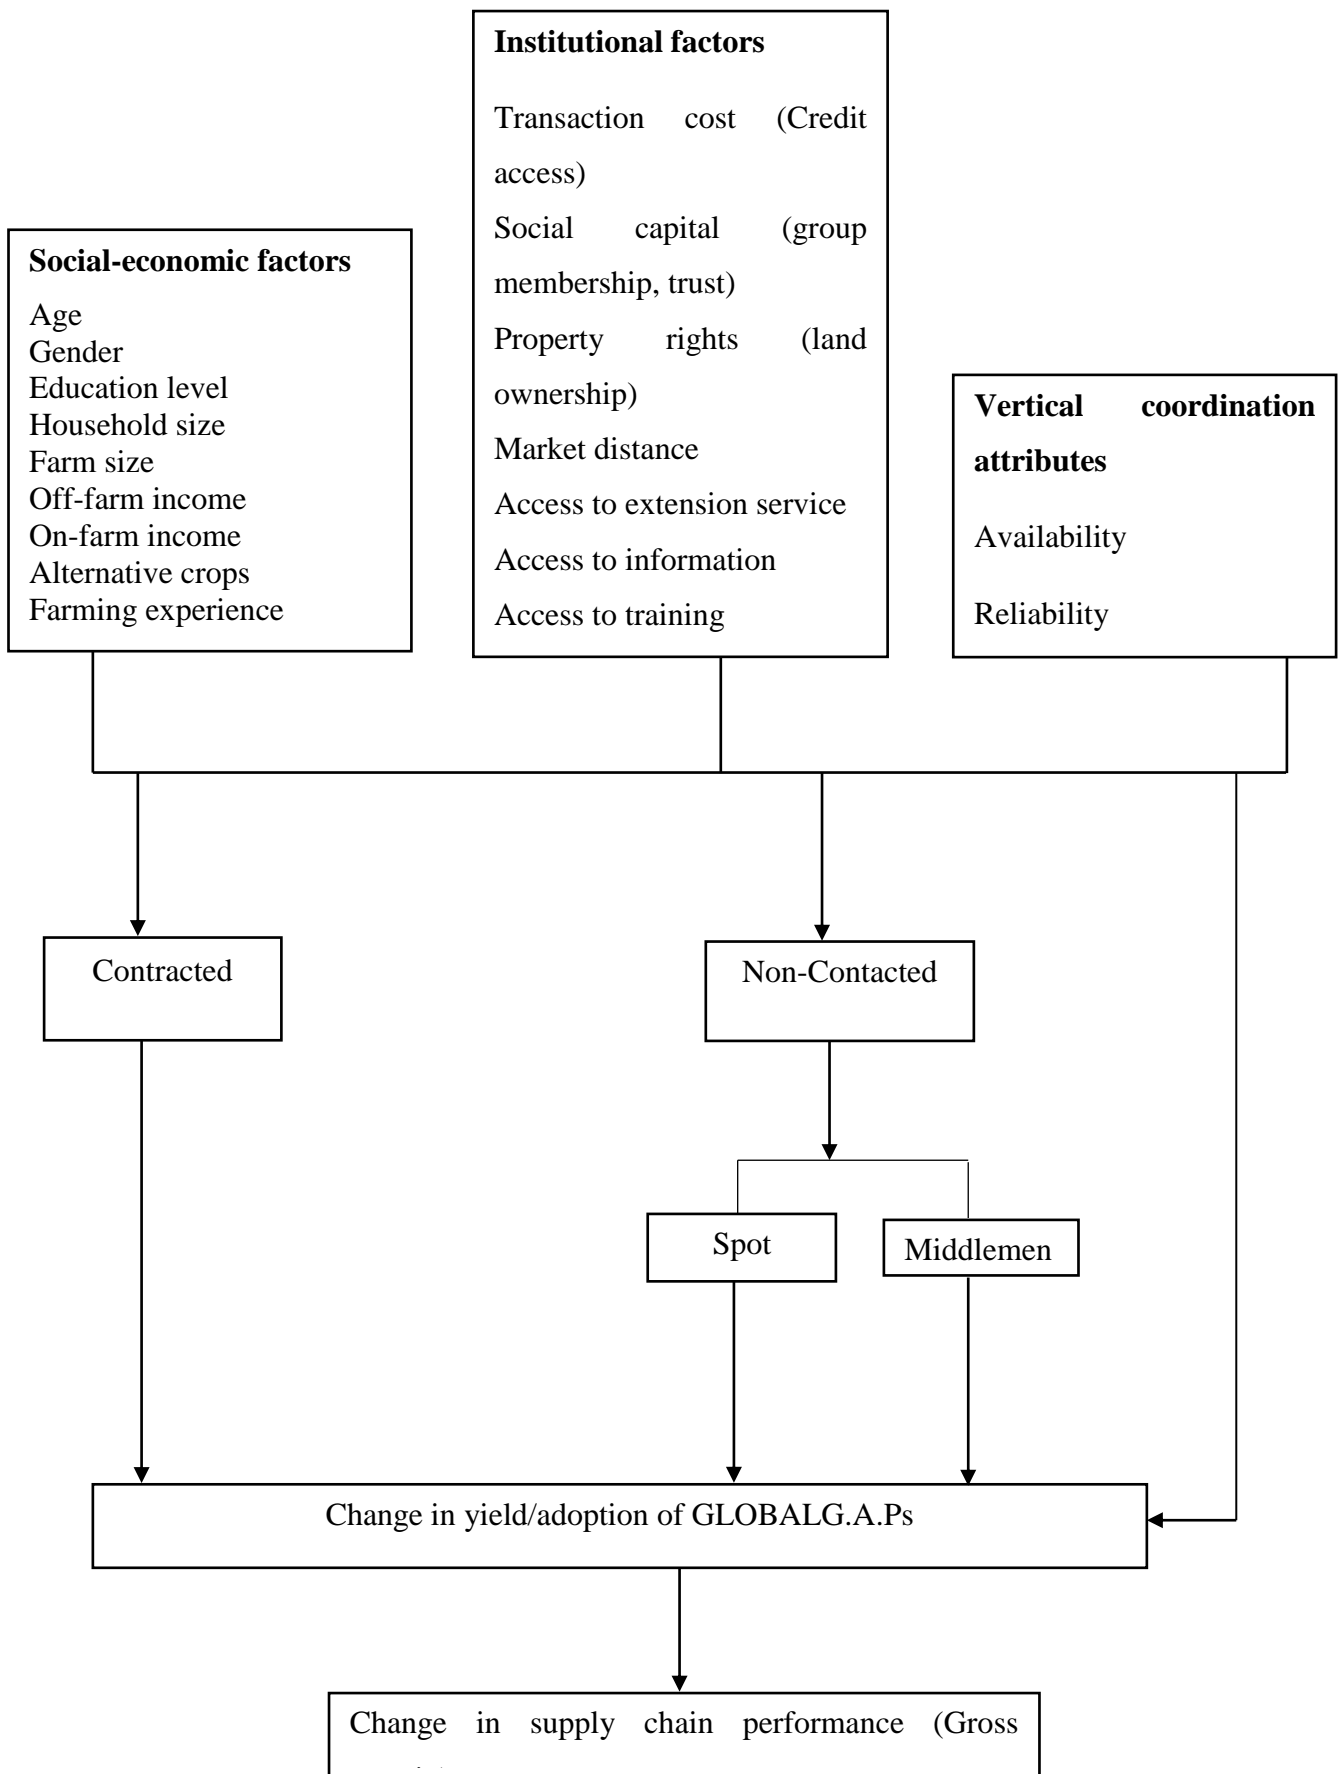 Institutional factors
Transaction cost (Credit
access)
Social capital (group
membership, trust)
Property rights (land
ownership)
Market distance
Access to extension service
Access to information
Access to training
Social-economic factors
Age
Gender
Education level
Household size
Farm size
Off-farm income
On-farm income
Alternative crops
Farming experience
Vertical coordination
attributes
Availability
Reliability
Contracted
Non-Contacted
Spot
Middlemen
Change in yield/adoption of GLOBALG.A.Ps
Change in supply chain performance (Gross